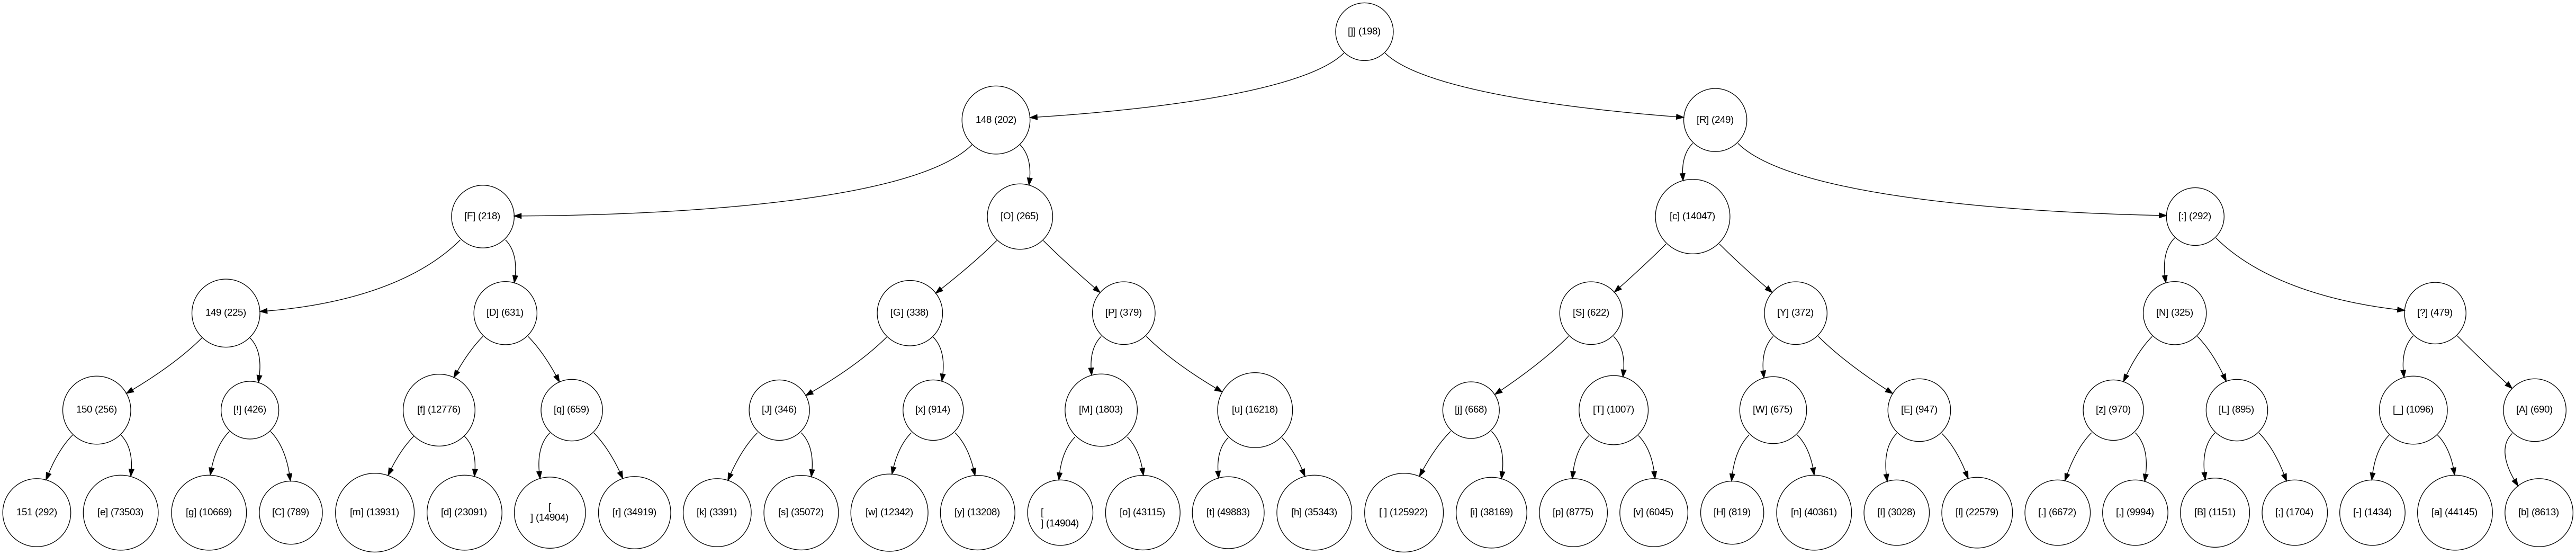 []] (198)
148 (202)
[R] (249)
[F] (218)
[O] (265)
[c] (14047)
[:] (292)
149 (225)
[D] (631)
[G] (338)
[P] (379)
[S] (622)
[Y] (372)
[N] (325)
[?] (479)
150 (256)
[!] (426)
[f] (12776)
[q] (659)
[J] (346)
[x] (914)
[M] (1803)
[u] (16218)
[j] (668)
[T] (1007)
[W] (675)
[E] (947)
[z] (970)
[L] (895)
[_] (1096)
[A] (690)
151 (292)
[e] (73503)
[g] (10669)
[C] (789)
[m] (13931)
[d] (23091)
[
] (14904)
[r] (34919)
[k] (3391)
[s] (35072)
[w] (12342)
[y] (13208)
[
] (14904)
[o] (43115)
[t] (49883)
[h] (35343)
[ ] (125922)
[i] (38169)
[p] (8775)
[v] (6045)
[H] (819)
[n] (40361)
[I] (3028)
[l] (22579)
[.] (6672)
[,] (9994)
[B] (1151)
[;] (1704)
[-] (1434)
[a] (44145)
[b] (8613)